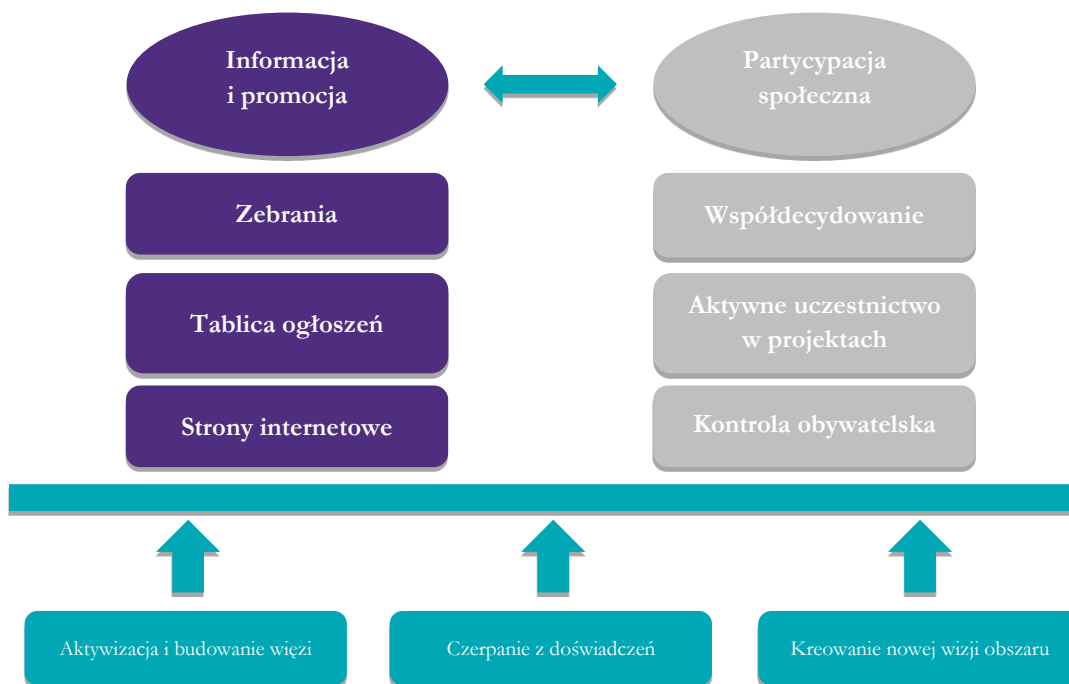 Informacja
i promocja
Partycypacja
społeczna
Zebrania
Współdecydowanie
Tablica ogłoszeń
Aktywne uczestnictwo
w projektach
Strony internetowe
Kontrola obywatelska
Aktywizacja i budowanie więzi
Czerpanie z doświadczeń
Kreowanie nowej wizji obszaru